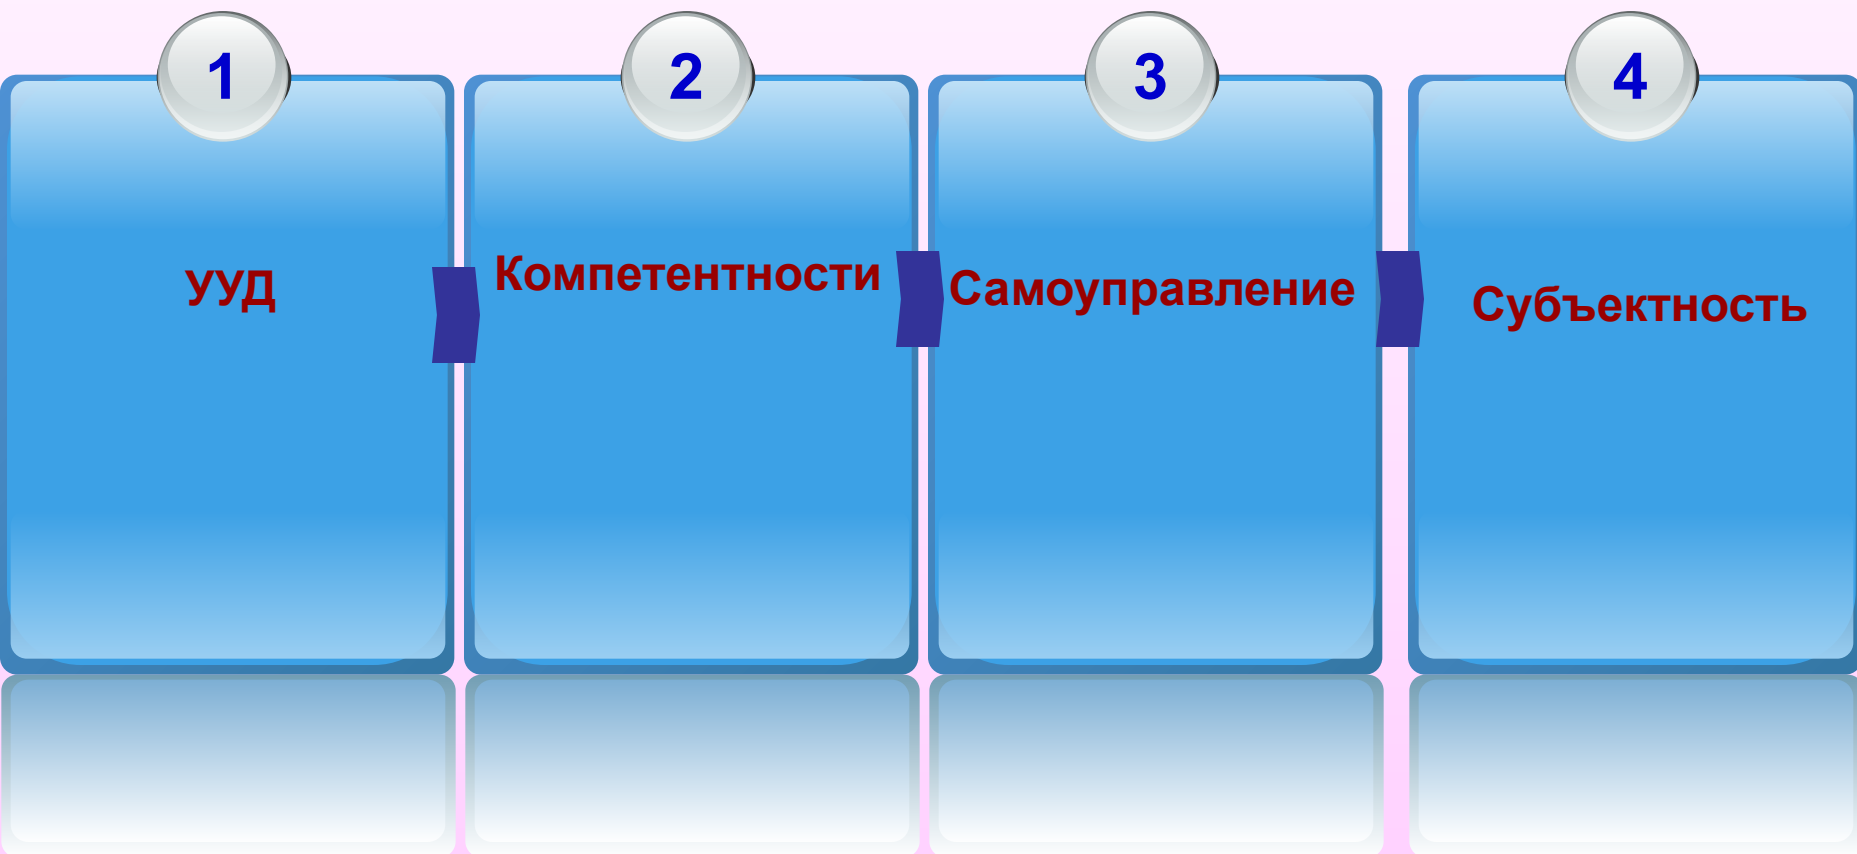 1
2
3
4
УУД
Компетентности
Самоуправление
Субъектность